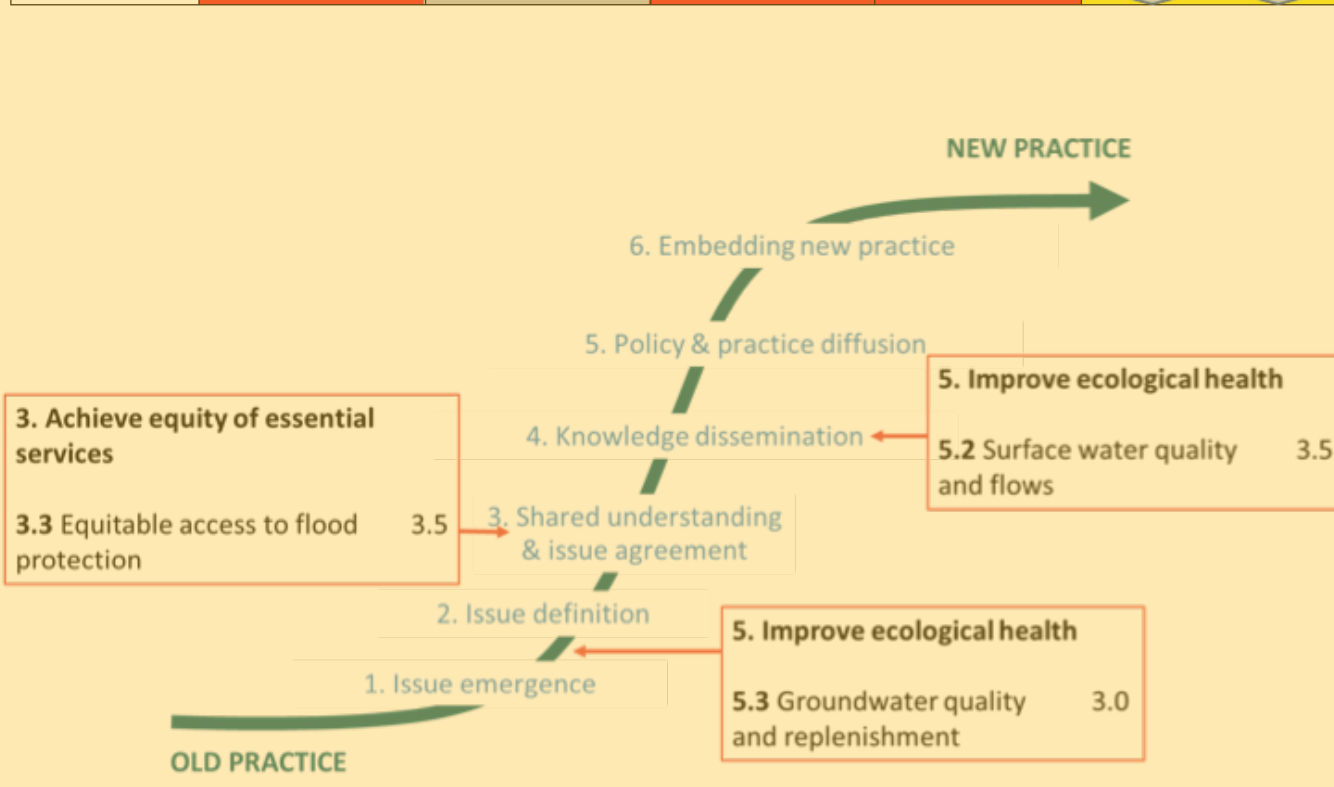 NEW PRACTICE
6. Embedding new practice
5. Policy & practice diffusion
5. Improve ecological health
5.2 Surface water quality 3.5
and flows
4. Knowledge dissemination
3. Achieve equity of essential
services
3.3 Equitable access to flood 3.5
protection
3. Shared understanding
& issue agreement
2. Issue definition
5. Improve ecological health
5.3 Groundwater quality 3.0
and replenishment
1. Issue emergence
OLD PRACTICE